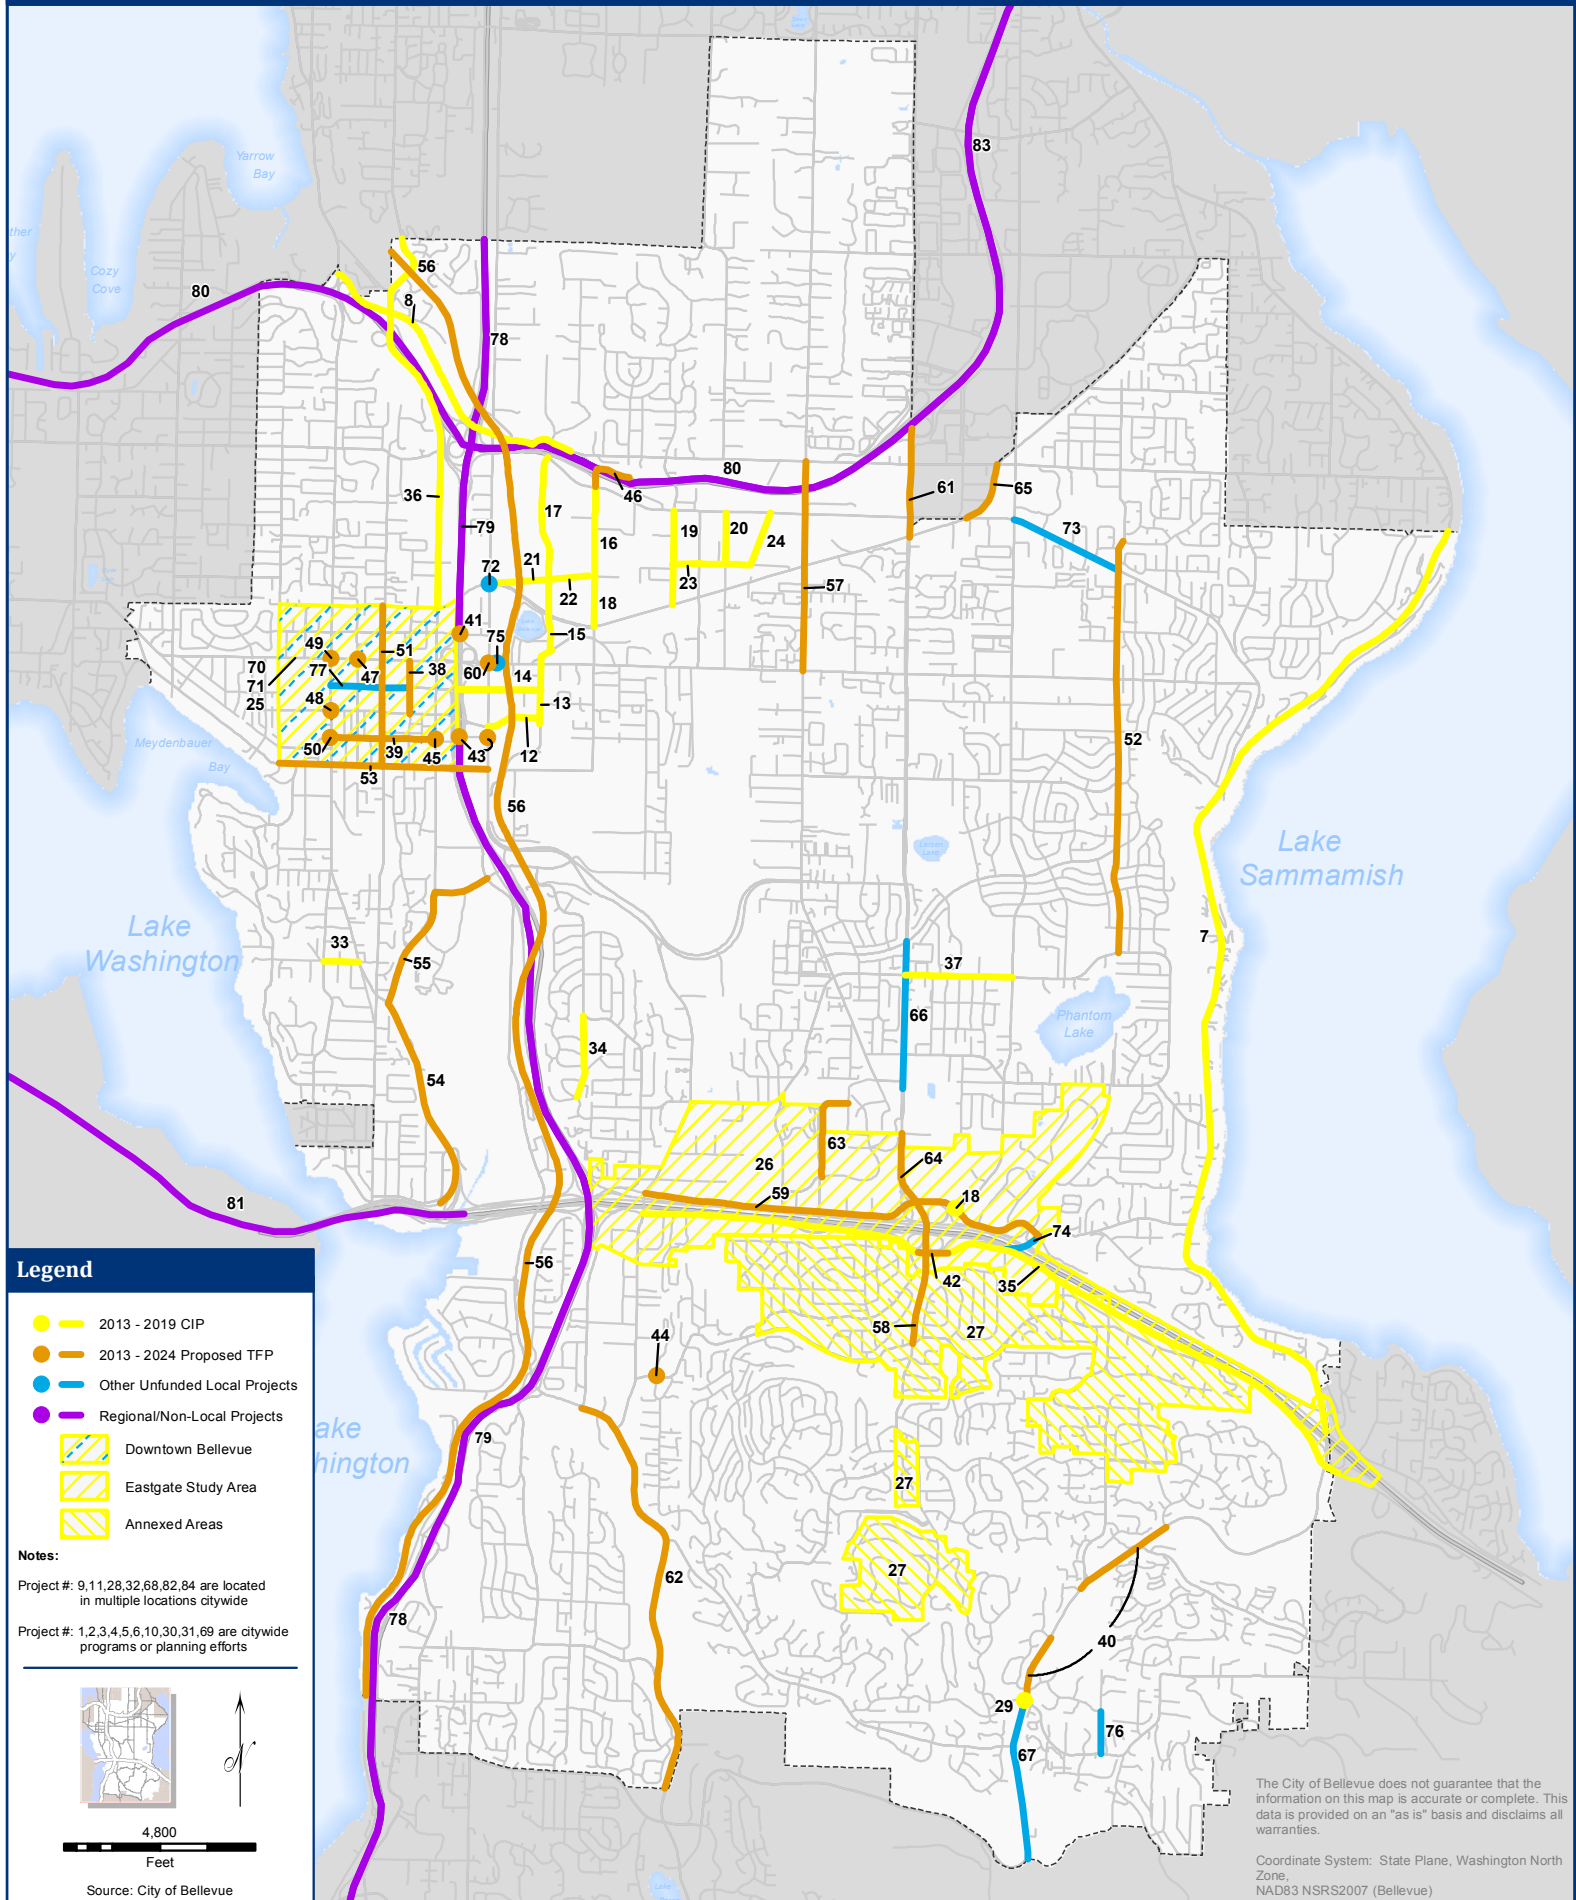 Yarrow
Bay
Cozy
Cove
83
80
56
8
78
80
46
61
65
36
17
79
16
19
20
24
73
72
21
22
23
57
18
41
15
75
49
51
70
77
47
38
60
14
71
25
48
13
50
39
45
43
12
53
52
Meydenbauer
Bay
56
Lake
Sammamish
Lake
Washington
33
55
37
7
66
Phantom
Lake
34
54
63
26
64
59
18
81
74
56
42
35
58
27
44
79
27
27
62
78
40
29
76
67
Legend
2013 - 2019 CIP
2013 - 2024 Proposed TFP
Other Unfunded Local Projects
Regional/Non-Local Projects
Downtown Bellevue
Eastgate Study Area
Annexed Areas
Notes:
Project #: 9,11,28,32,68,82,84 are located
in multiple locations citywide
Project #: 1,2,3,4,5,6,10,30,31,69 are citywide
programs or planning efforts
N
4,800
Feet
Source: City of Bellevue
ake
hington
The City of Bellevue does not guarantee that the
information on this map is accurate or complete. This
data is provided on an "as is" basis and disclaims all
warranties.
Coordinate System: State Plane, Washington North
Zone,
NAD83 NSRS2007 (Bellevue)